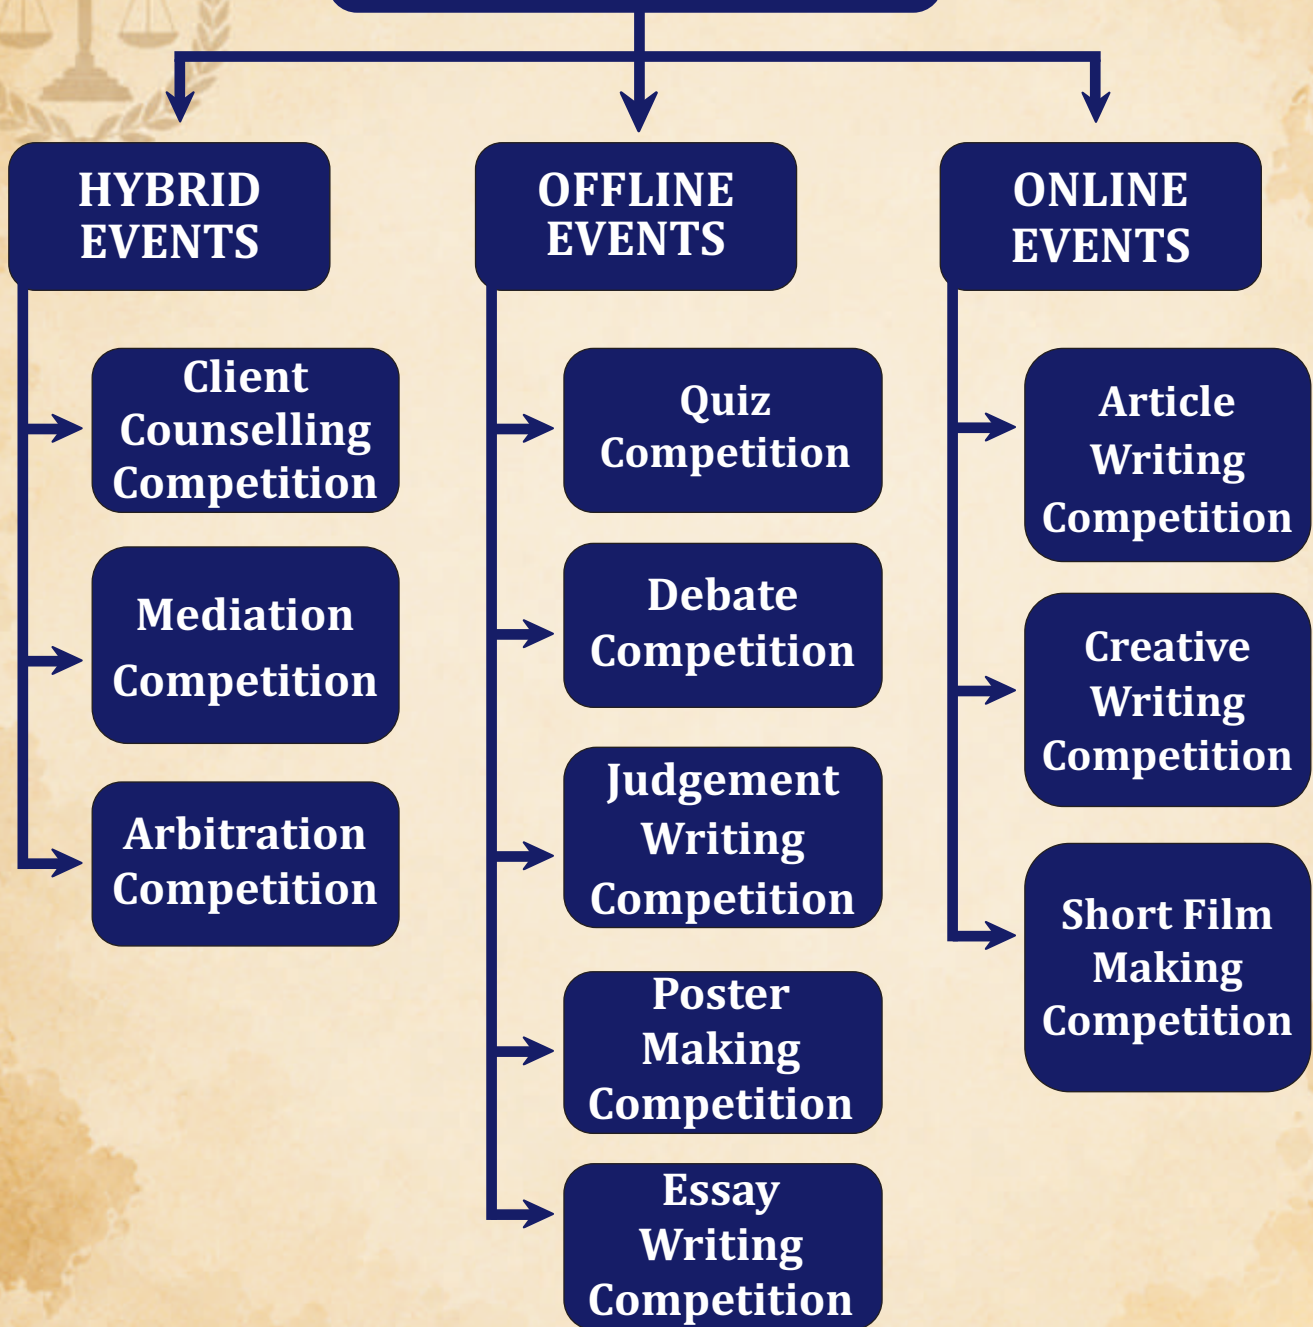 HYBRID
EVENTS
Client
Counselling
Competition
Mediation
Competition
Arbitration
Competition
OFFLINE
EVENTS
Quiz
Competition
Debate
Competition
Judgement
Writing
Competition
Poster
Making
Competition
Essay
Writing
Competition
ONLINE
EVENTS
Article
Writing
Competition
Creative
Writing
Competition
Short Film
Making
Competition